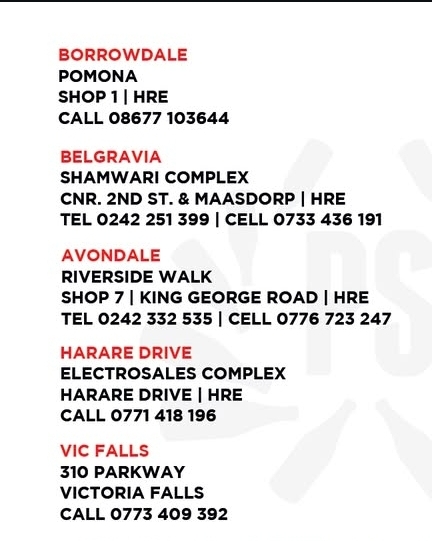 BORROWDALE
POMONA
SHOP 1 | HRE
CALL 08677 103644
BELGRAVIA
SHAMWARI COMPLEX
CNR. 2ND ST. & MAASDORP | HRE
TEL 0242 251 399 | CELL 0733 436 191
AVONDALE
RIVERSIDE WALK
SHOP 7 | KING GEORGE ROAD | HRE
TEL 0242 332 535 | CELL 0776 723 247
HARARE DRIVE
ELECTROSALES COMPLEX
HARARE DRIVE | HRE
CALL 0771 418 196
VIC FALLS
310 PARKWAY
VICTORIA FALLS
CALL 0773 409 392
PS